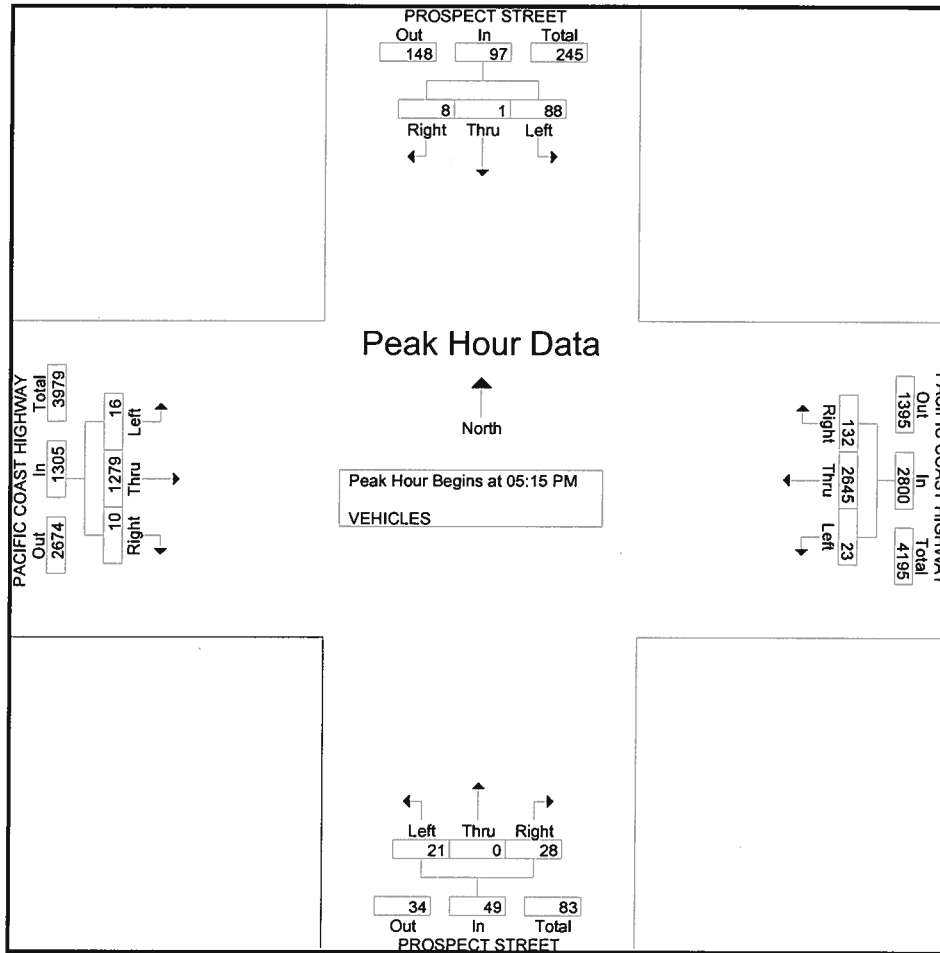 PROSPECT STREET
Out In Total
148 97 245
8 1 88
Right Thru Left
Peak Hour Data
North
Peak Hour Begins at 05:15 PM
VEHICLES
PACIFIC COAST HIGHWAY
Out In Total
2674 1305 3979
10 1279 16
Right Thru Left
COAST HIGHWAY
Out In Total
1395 2800 4195
132 2645 23
Right Thru Left
Left Thru Right
21 0 28
34 49 83
Out In Total
PROSPECT STREET